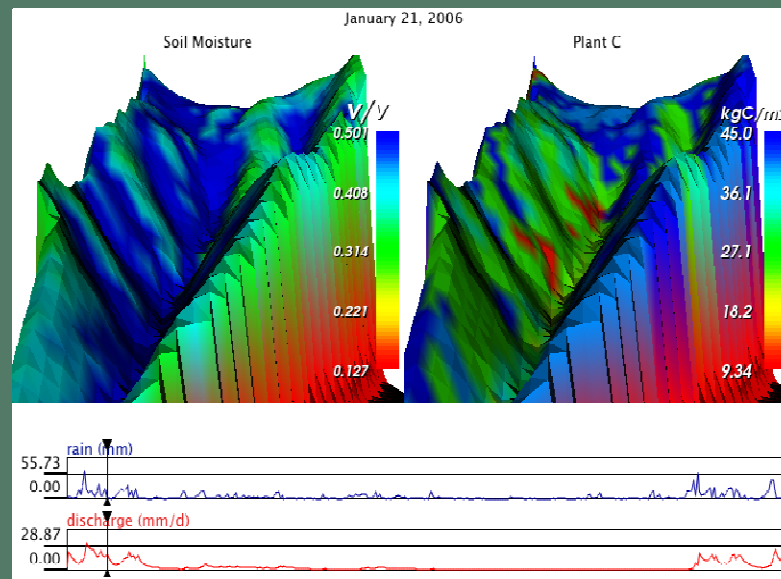 January 21, 2006
Soil Moisture
Plant C
V/V
0.501
0.408
0.314
0.221
0.127
kgC/m
45.0
36.1
27.1
18.2
9.34
rain (mm)
55.73
0.00
discharge (mm/d)
28.87
0.00